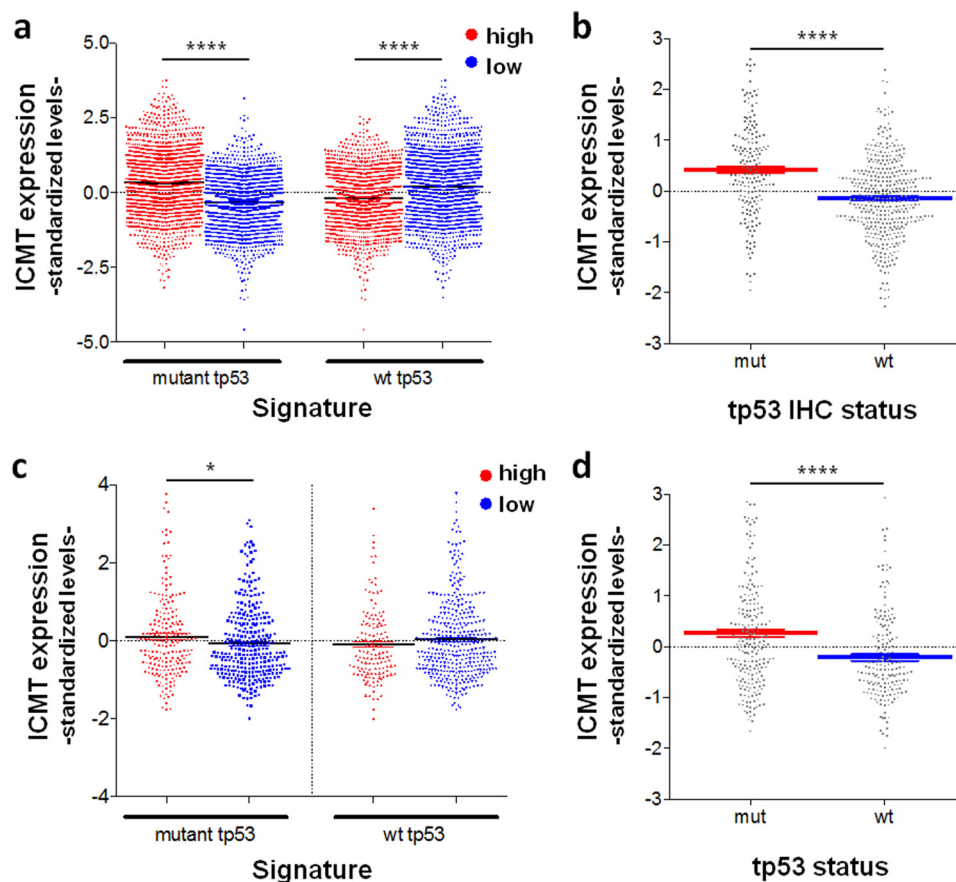 a
ICMT expression
-standardized levels-
5.0
2.5
0.0
-2.5
-5.0
****
****
high
low
mutant tp53
wt tp53
Signature
b
ICMT expression
-standardized levels-
3
2
1
0
-1
-2
-3
****
mut
wt
tp53 IHC status
c
ICMT expression
-standardized levels-
4
2
0
-2
-4
*
high
low
mutant tp53
wt tp53
Signature
d
ICMT expression
-standardized levels-
3
2
1
0
-1
-2
-3
****
mut
wt
tp53 status